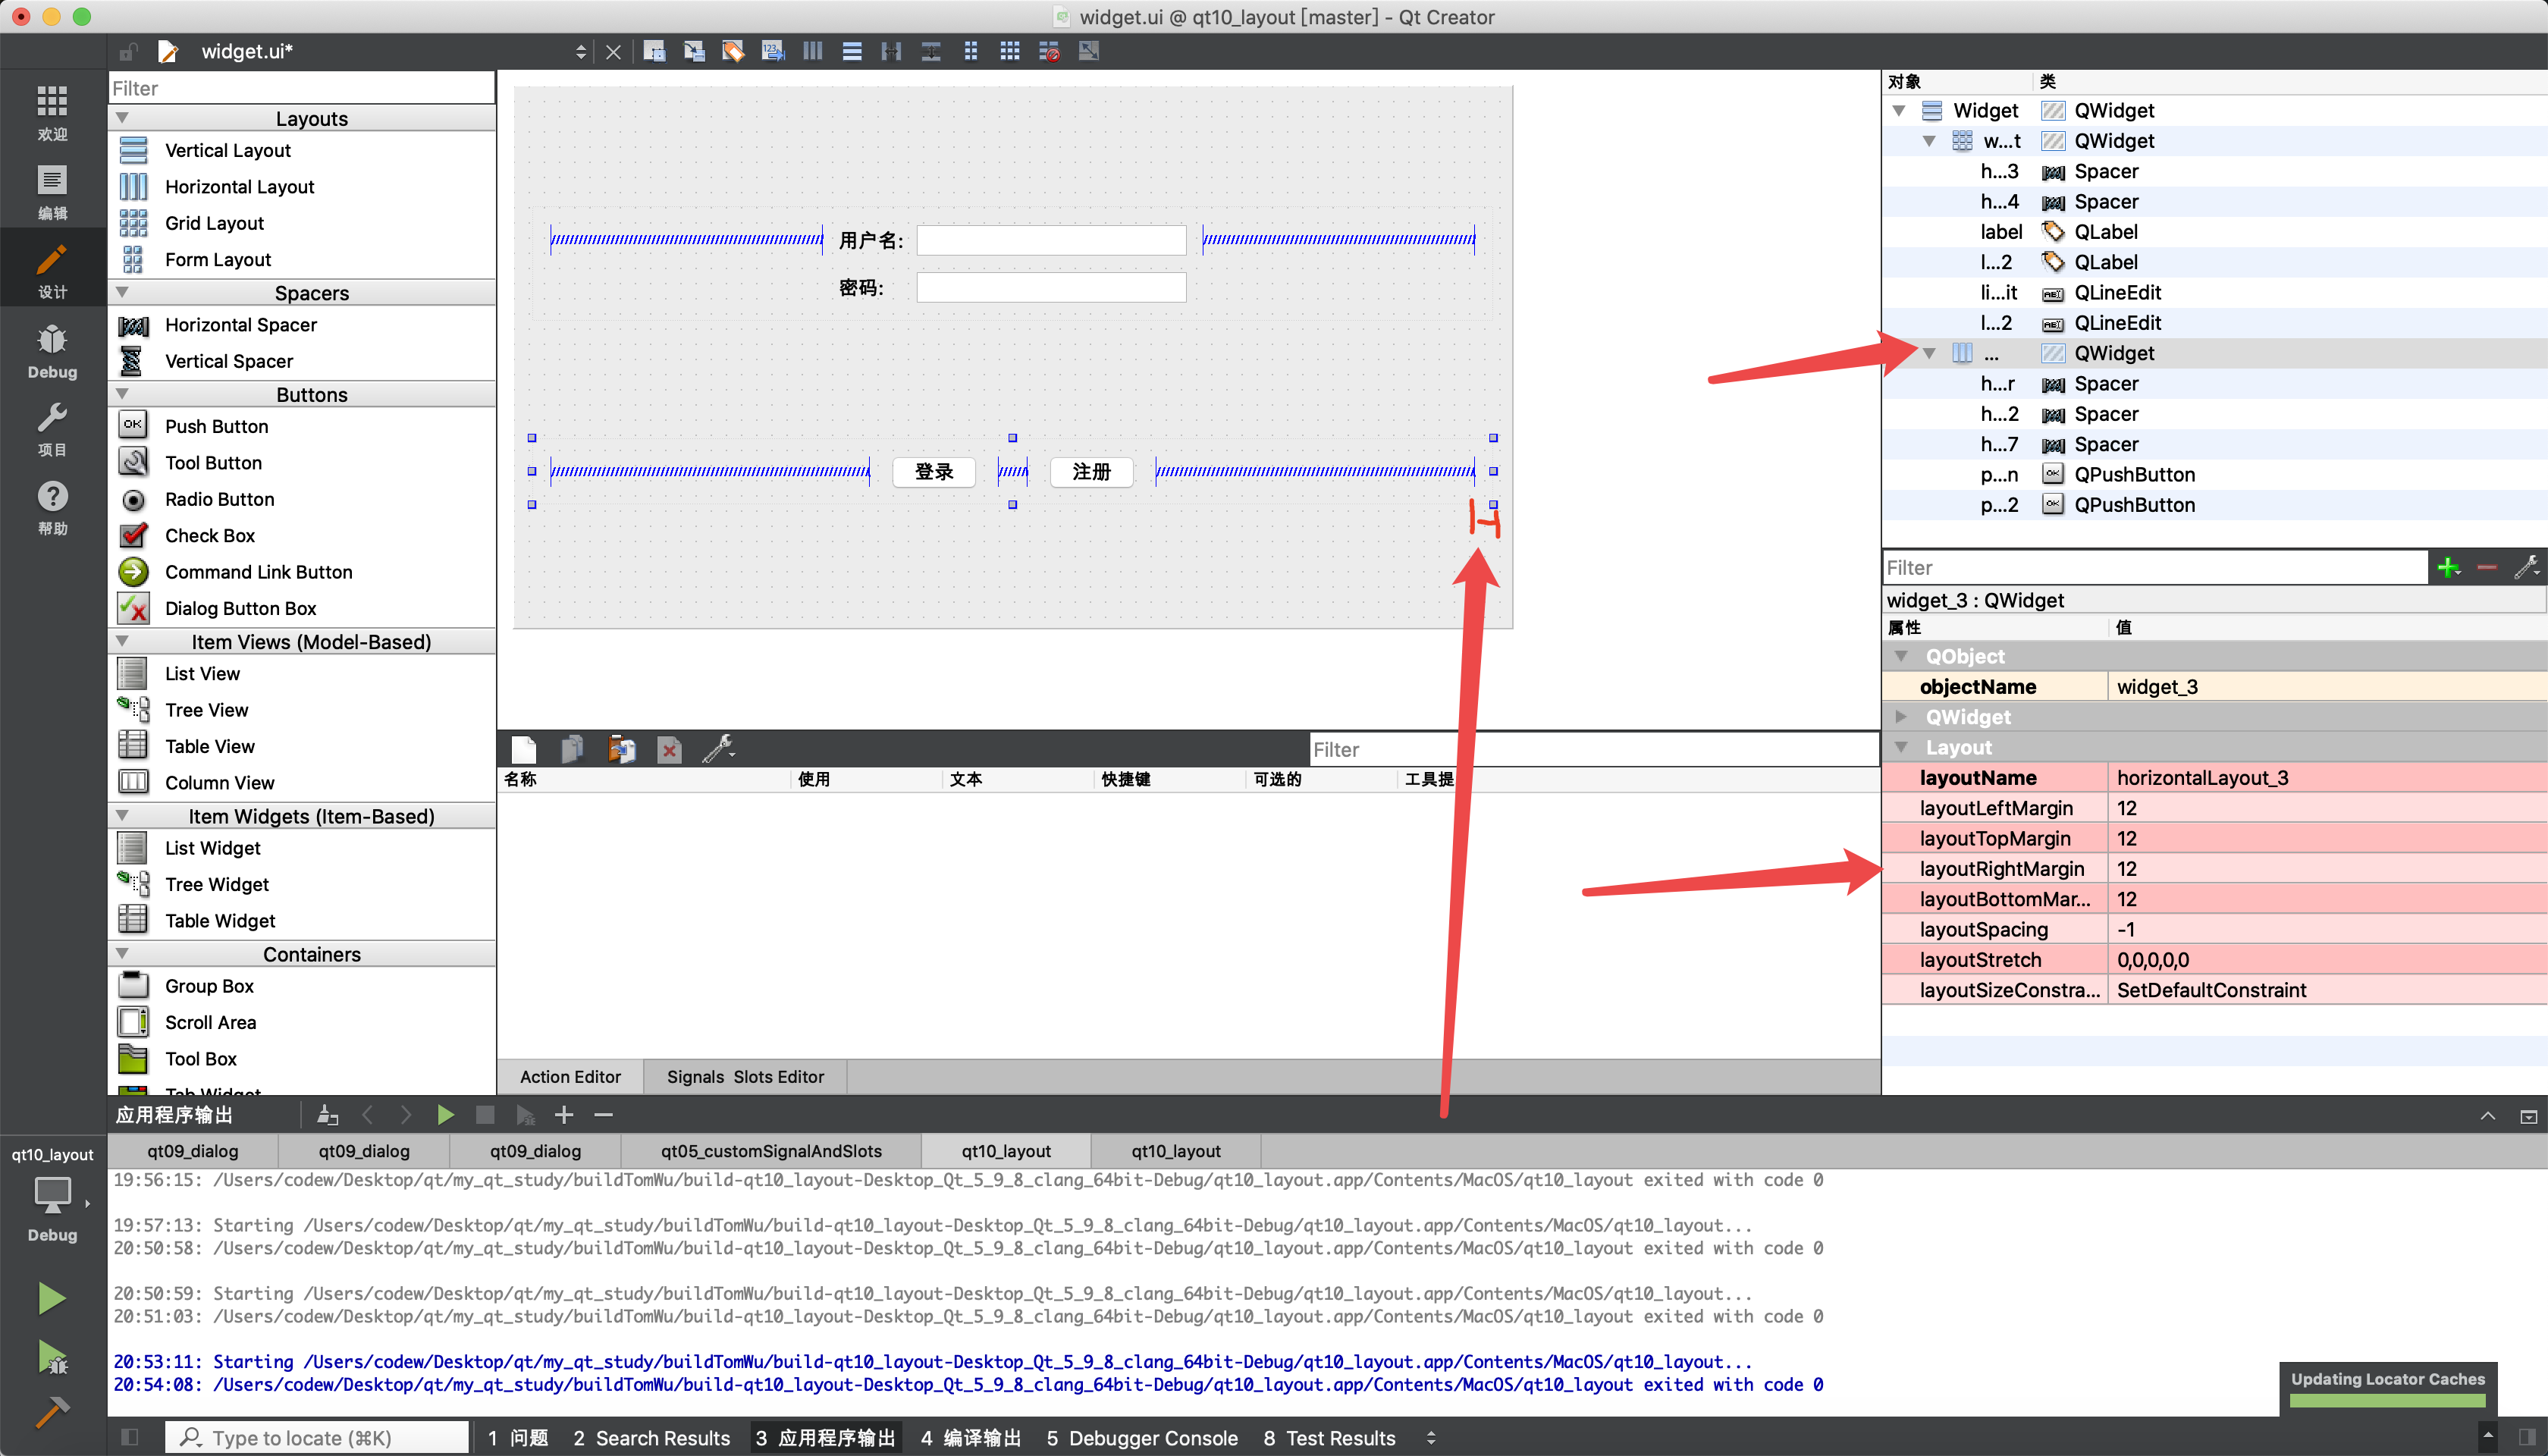 widget.ui @ qt10_layout [master] - Qt Creator
widget.ui*
欢迎
编辑
设计
Debug
项目
帮助
Filter
Layouts
Vertical Layout
Horizontal Layout
Grid Layout
Form Layout
Spacers
Horizontal Spacer
Vertical Spacer
Buttons
OK Push Button
Tool Button
Radio Button
Check Box
Command Link Button
Dialog Button Box
Item Views (Model-Based)
List View
Tree View
Table View
Column View
Item Widgets (Item-Based)
List Widget
Tree Widget
Table Widget
Containers
Group Box
Scroll Area
Tool Box
Tab Widget
用户名:
密码:
登录
注册
对象 类
Widget QWidget
w...t QWidget
h...3 Spacer
h...4 Spacer
label QLabel
l...2 QLabel
li...it QLineEdit
l...2 QLineEdit
... QWidget
h...r Spacer
h...2 Spacer
h...7 Spacer
p...n QPushButton
p...2 QPushButton
Filter
widget_3 : QWidget
属性 值
QObject
objectName widget_3
QWidget
Layout
layoutName horizontalLayout_3
layoutLeftMargin 12
layoutTopMargin 12
layoutRightMargin 12
layoutBottomMar... 12
layoutSpacing -1
layoutStretch 0,0,0,0,0
layoutSizeConstra... SetDefaultConstraint
Filter
名称 使用 文本 快捷键 可选的 工具提
Action Editor Signals Slots Editor
应用程序输出
qt09_dialog qt09_dialog qt09_dialog qt05_customSignalAndSlots qt10_layout qt10_layout
19:56:15: /Users/codew/Desktop/qt/my_qt_study/buildTomWu/build-qt10_layout-Desktop_Qt_5_9_8_clang_64bit-Debug/qt10_layout.app/Contents/MacOS/qt10_layout exited with code 0
19:57:13: Starting /Users/codew/Desktop/qt/my_qt_study/buildTomWu/build-qt10_layout-Desktop_Qt_5_9_8_clang_64bit-Debug/qt10_layout.app/Contents/MacOS/qt10_layout...
20:50:58: /Users/codew/Desktop/qt/my_qt_study/buildTomWu/build-qt10_layout-Desktop_Qt_5_9_8_clang_64bit-Debug/qt10_layout.app/Contents/MacOS/qt10_layout exited with code 0
20:50:59: Starting /Users/codew/Desktop/qt/my_qt_study/buildTomWu/build-qt10_layout-Desktop_Qt_5_9_8_clang_64bit-Debug/qt10_layout.app/Contents/MacOS/qt10_layout...
20:51:03: /Users/codew/Desktop/qt/my_qt_study/buildTomWu/build-qt10_layout-Desktop_Qt_5_9_8_clang_64bit-Debug/qt10_layout.app/Contents/MacOS/qt10_layout exited with code 0
20:53:11: Starting /Users/codew/Desktop/qt/my_qt_study/buildTomWu/build-qt10_layout-Desktop_Qt_5_9_8_clang_64bit-Debug/qt10_layout.app/Contents/MacOS/qt10_layout...
20:54:08: /Users/codew/Desktop/qt/my_qt_study/buildTomWu/build-qt10_layout-Desktop_Qt_5_9_8_clang_64bit-Debug/qt10_layout.app/Contents/MacOS/qt10_layout exited with code 0
qt10_layout
Debug
Updating Locator Caches
Type to locate (⌘K) 1 问题 2 Search Results 3 应用程序输出 4 编译输出 5 Debugger Console 8 Test Results